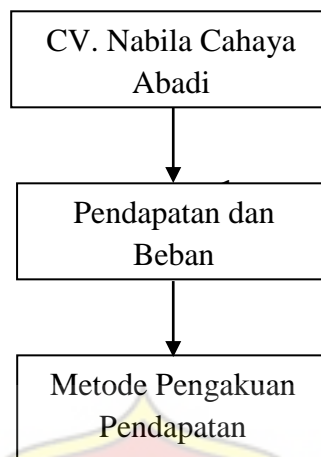 CV. Nabila Cahaya
Abadi
Pendapatan dan
Beban
Metode Pengakuan
Pendapatan